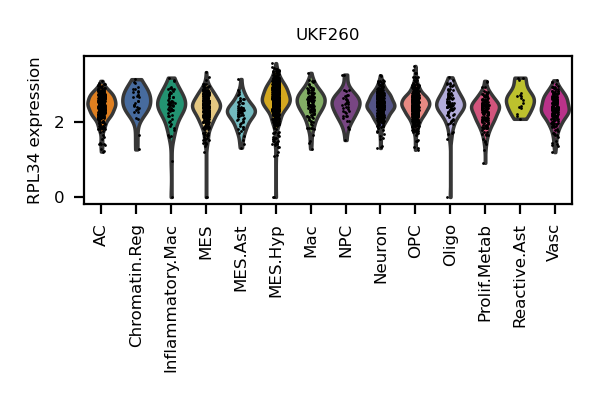 UKF260
RPL34 expression
2
0
AC
Chromatin.Reg
Inflammatory.Mac
MES
MES.Ast
MES.Hyp
Mac
NPC
Neuron
OPC
Oligo
Prolif.Metab
Reactive.Ast
Vasc